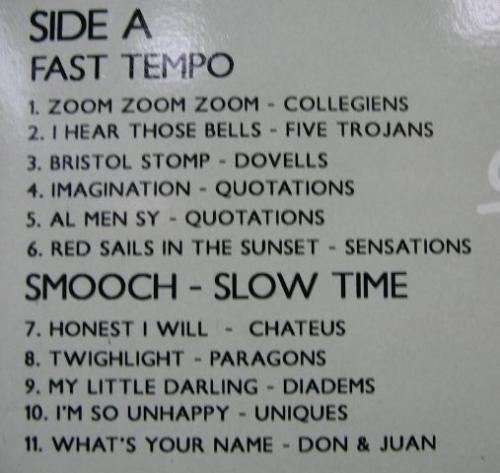 SIDE A
FAST TEMPO
1. ZOOM ZOOM ZOOM - COLLEGIENS
2. I HEAR THOSE BELLS - FIVE TROJANS
3. BRISTOL STOMP - DOVELLS
4. IMAGINATION - QUOTATIONS
5. AL MEN SY - QUOTATIONS
6. RED SAILS IN THE SUNSET - SENSATIONS
SMOOCH - SLOW TIME
7. HONEST I WILL - CHATEUS
8. TWIGHLIGHT - PARAGONS
9. MY LITTLE DARLING - DIADEMS
10. I'M SO UNHAPPY - UNIQUES
11. WHAT'S YOUR NAME - DON & JUAN